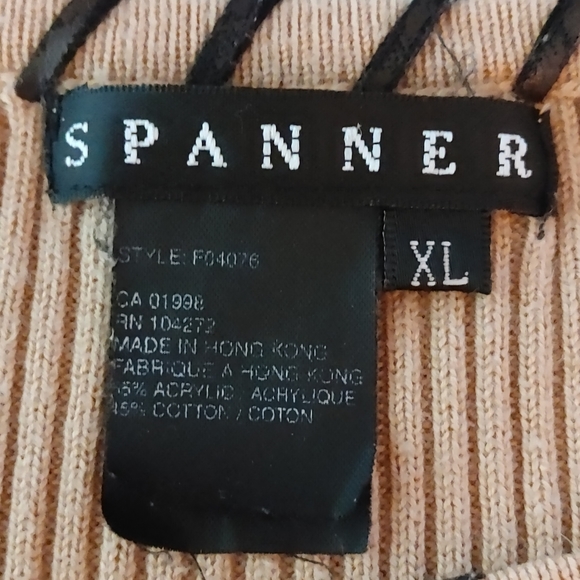 SPANNER
XL
STYLE: F04076
CA 01998
RN 104272
MADE IN HONG KONG
FABRIQUE A HONG KONG
ACRYLIC / ACRYLIQUE
45% COTTON / COTON